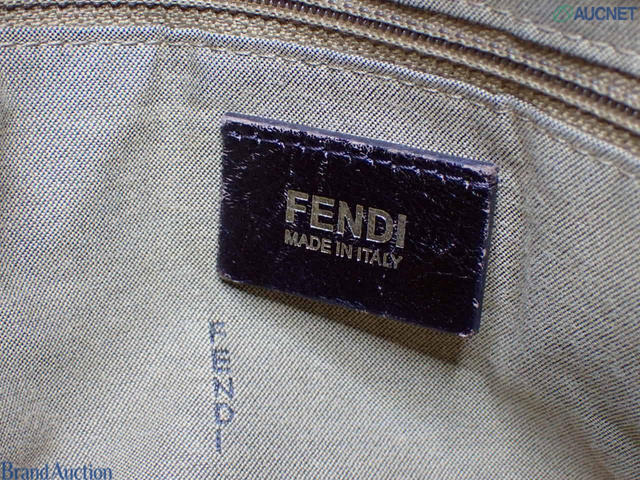 AUCNET
FENDI
MADE IN ITALY
FENDI
Brand Auction